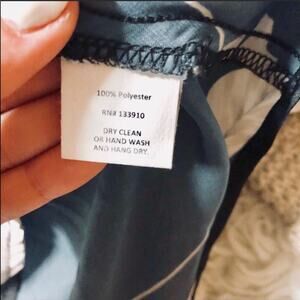 100% Polyester
RN# 133910
DRY CLEAN
OR HAND WASH
AND HANG DRY.